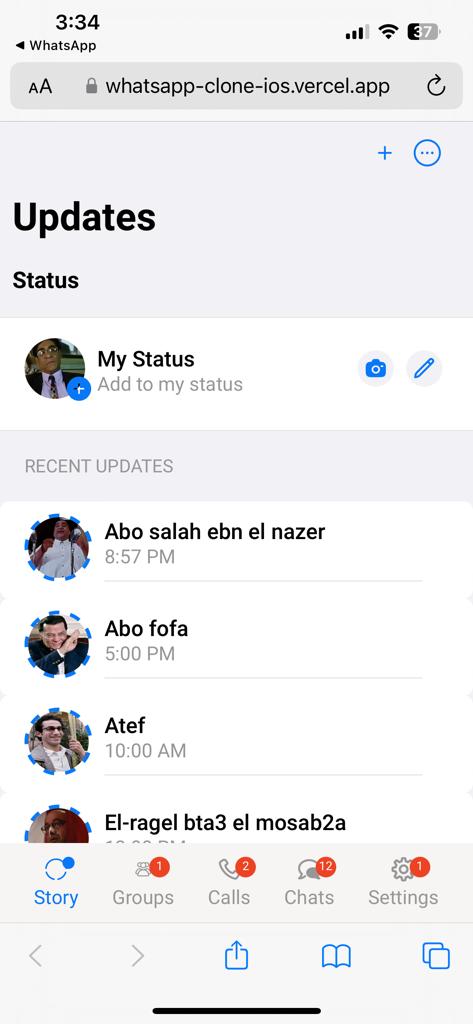 3:34
37
WhatsApp
AA whatsapp-clone-ios.vercel.app
Updates
Status
My Status
Add to my status
RECENT UPDATES
Abo salah ebn el nazer
8:57 PM
Abo fofa
5:00 PM
Atef
10:00 AM
El-ragel bta3 el mosab2a
1 2 12 1
Story Groups Calls Chats Settings